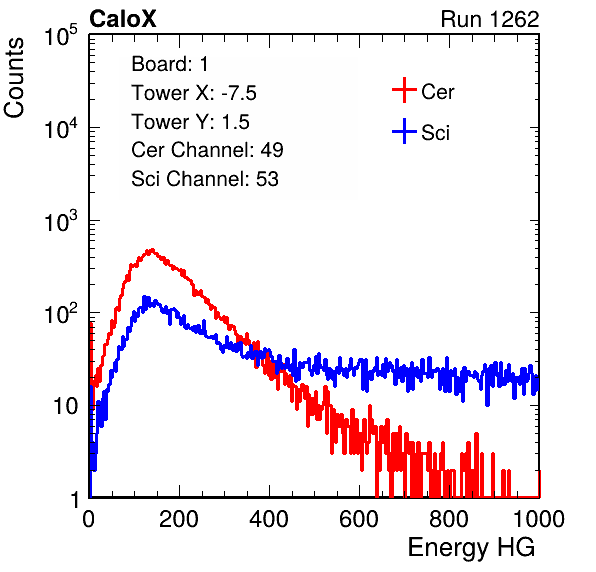 CaloX Run 1262
Counts
Board: 1
Tower X: -7.5
Tower Y: 1.5
Cer Channel: 49
Sci Channel: 53
Cer
Sci
10^5
10^4
10^3
10^2
10
1
0 200 400 600 800 1000
Energy HG